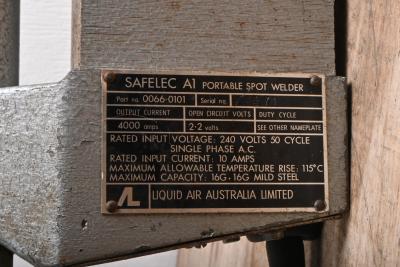 SAFELEC A1 PORTABLE SPOT WELDER
Part no. 0066-0101 Serial no.
OUTPUT CURRENT OPEN CIRCUIT VOLTS DUTY CYCLE
4000 amps 2·2 volts SEE OTHER NAMEPLATE
RATED INPUT VOLTAGE: 240 VOLTS 50 CYCLE
SINGLE PHASE A.C.
RATED INPUT CURRENT: 10 AMPS
MAXIMUM ALLOWABLE TEMPERATURE RISE: 115°C
MAXIMUM CAPACITY: 16G-16G MILD STEEL
LIQUID AIR AUSTRALIA LIMITED